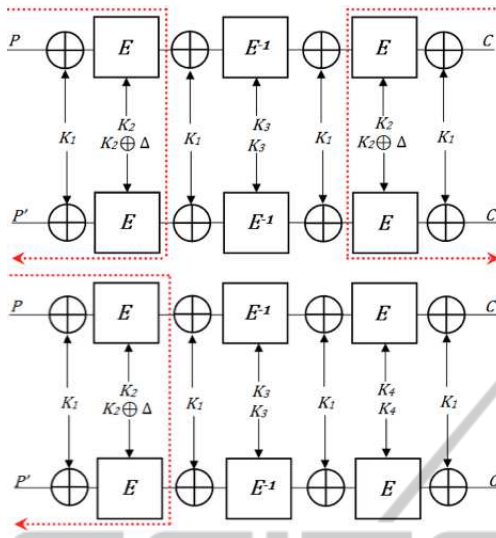 P E E⁻¹ E C
K₂ K₃ K₂
K₁ K₂ ⊕ Δ K₁ K₃ K₁ K₂ ⊕ Δ K₁
P' E E⁻¹ E C
P E E⁻¹ E C
K₂ K₃ K₄
K₁ K₂ ⊕ Δ K₁ K₃ K₁ K₄ K₁
P' E E⁻¹ E C